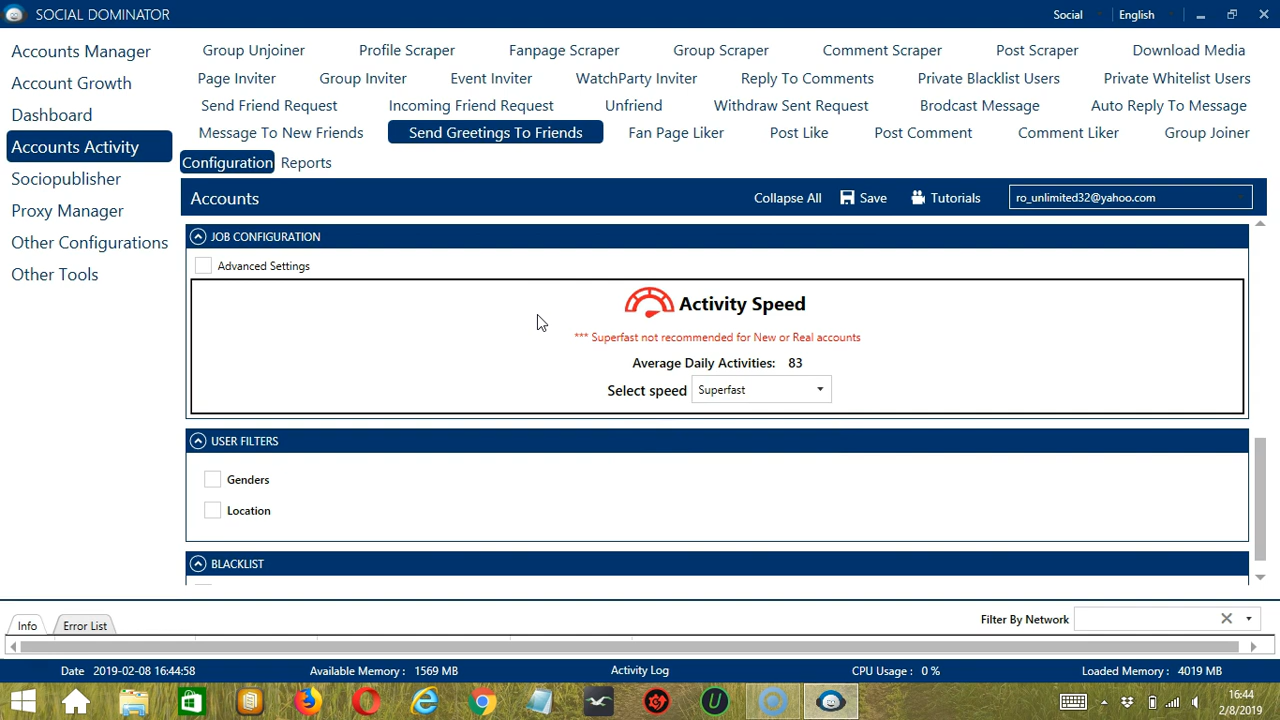 SOCIAL DOMINATOR Social English
Accounts Manager
Account Growth
Dashboard
Accounts Activity
Sociopublisher
Proxy Manager
Other Configurations
Other Tools
Group Unjoiner Profile Scraper Fanpage Scraper Group Scraper Comment Scraper Post Scraper Download Media
Page Inviter Group Inviter Event Inviter WatchParty Inviter Reply To Comments Private Blacklist Users Private Whitelist Users
Send Friend Request Incoming Friend Request Unfriend Withdraw Sent Request Brodcast Message Auto Reply To Message
Message To New Friends Send Greetings To Friends Fan Page Liker Post Like Post Comment Comment Liker Group Joiner
Configuration Reports
Accounts Collapse All Save Tutorials ro_unlimited32@yahoo.com
JOB CONFIGURATION
Advanced Settings
Activity Speed
*** Superfast not recommended for New or Real accounts
Average Daily Activities: 83
Select speed Superfast
USER FILTERS
Genders
Location
BLACKLIST
Info Error List Filter By Network
Date 2019-02-08 16:44:58 Available Memory : 1569 MB Activity Log CPU Usage : 0 % Loaded Memory : 4019 MB
16:44
2/8/2019